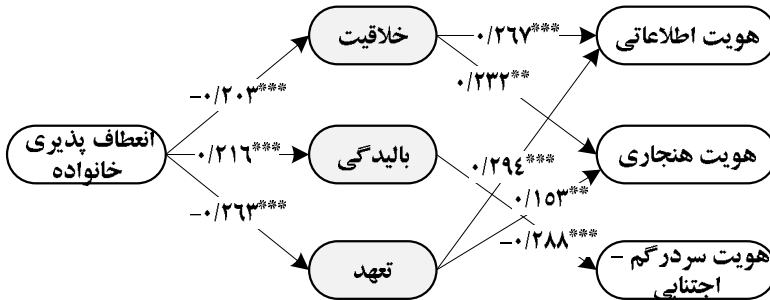 خلاقیت
۰/۲۶۷***
هویت اطلاعاتی
۰/۲۳۲**
-۰/۲۰۳***
انعطاف پذیری
خانواده
۰/۲۱۶***
بالیدگی
۰/۲۹٤***
هویت هنجاری
۰/۱۵۳**
-۰/۲۶۳***
-۰/۲۸۸***
تعهد
هویت سردرگم -
اجتنابی